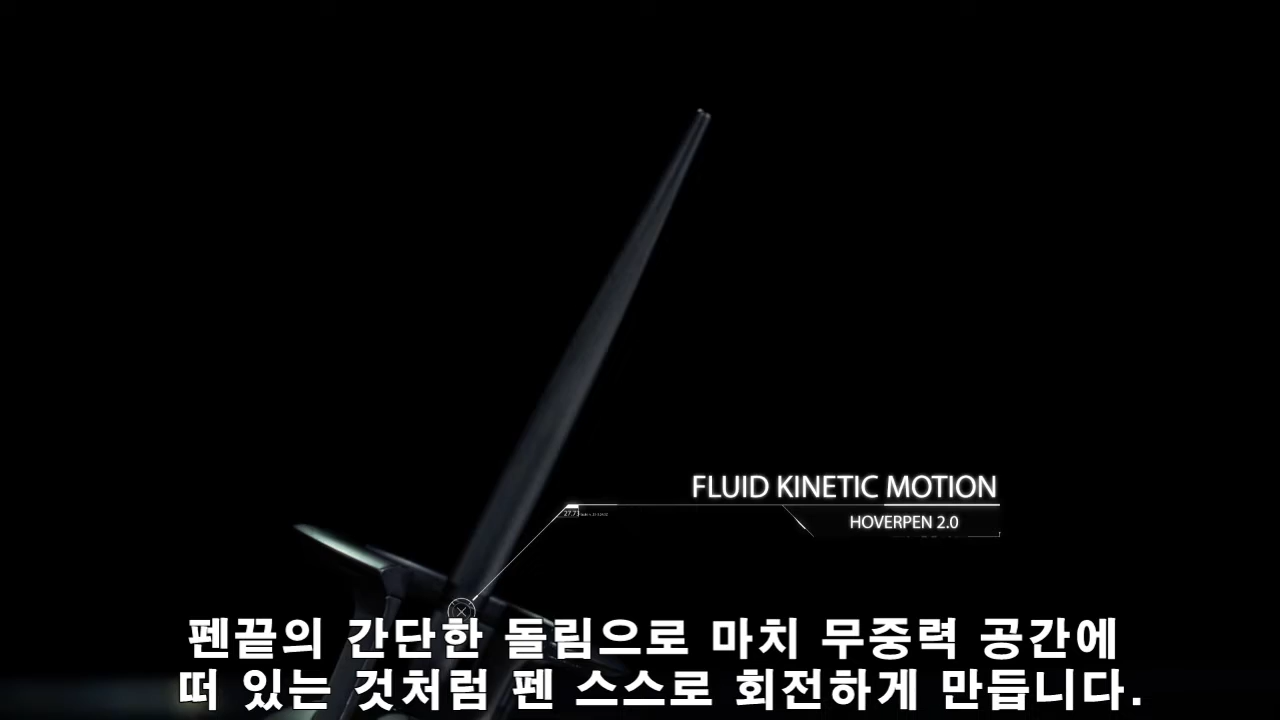 FLUID KINETIC MOTION
HOVERPEN 2.0
펜끝의 간단한 돌림으로 마치 무중력 공간에
떠 있는 것처럼 펜 스스로 회전하게 만듭니다.